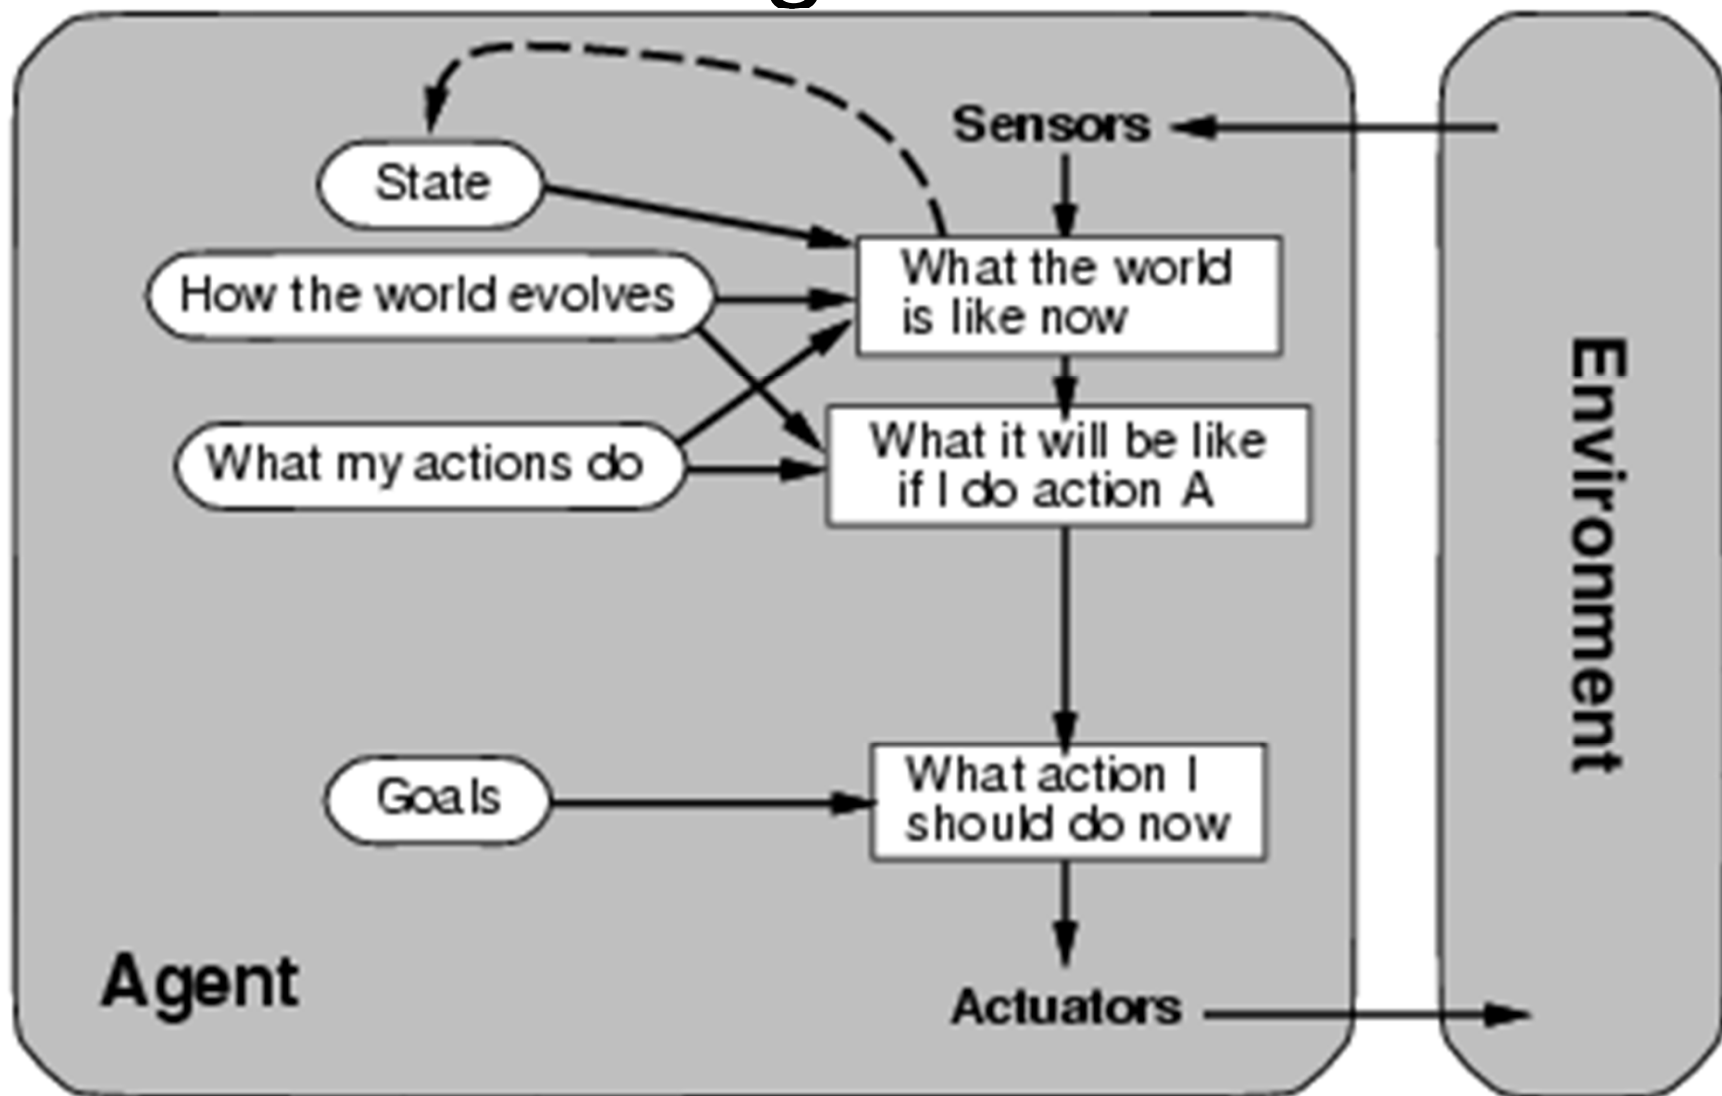 Sensors
State
What the world
is like now
How the world evolves
What it will be like
if I do action A
What my actions do
Environment
What action I
should do now
Goals
Agent
Actuators